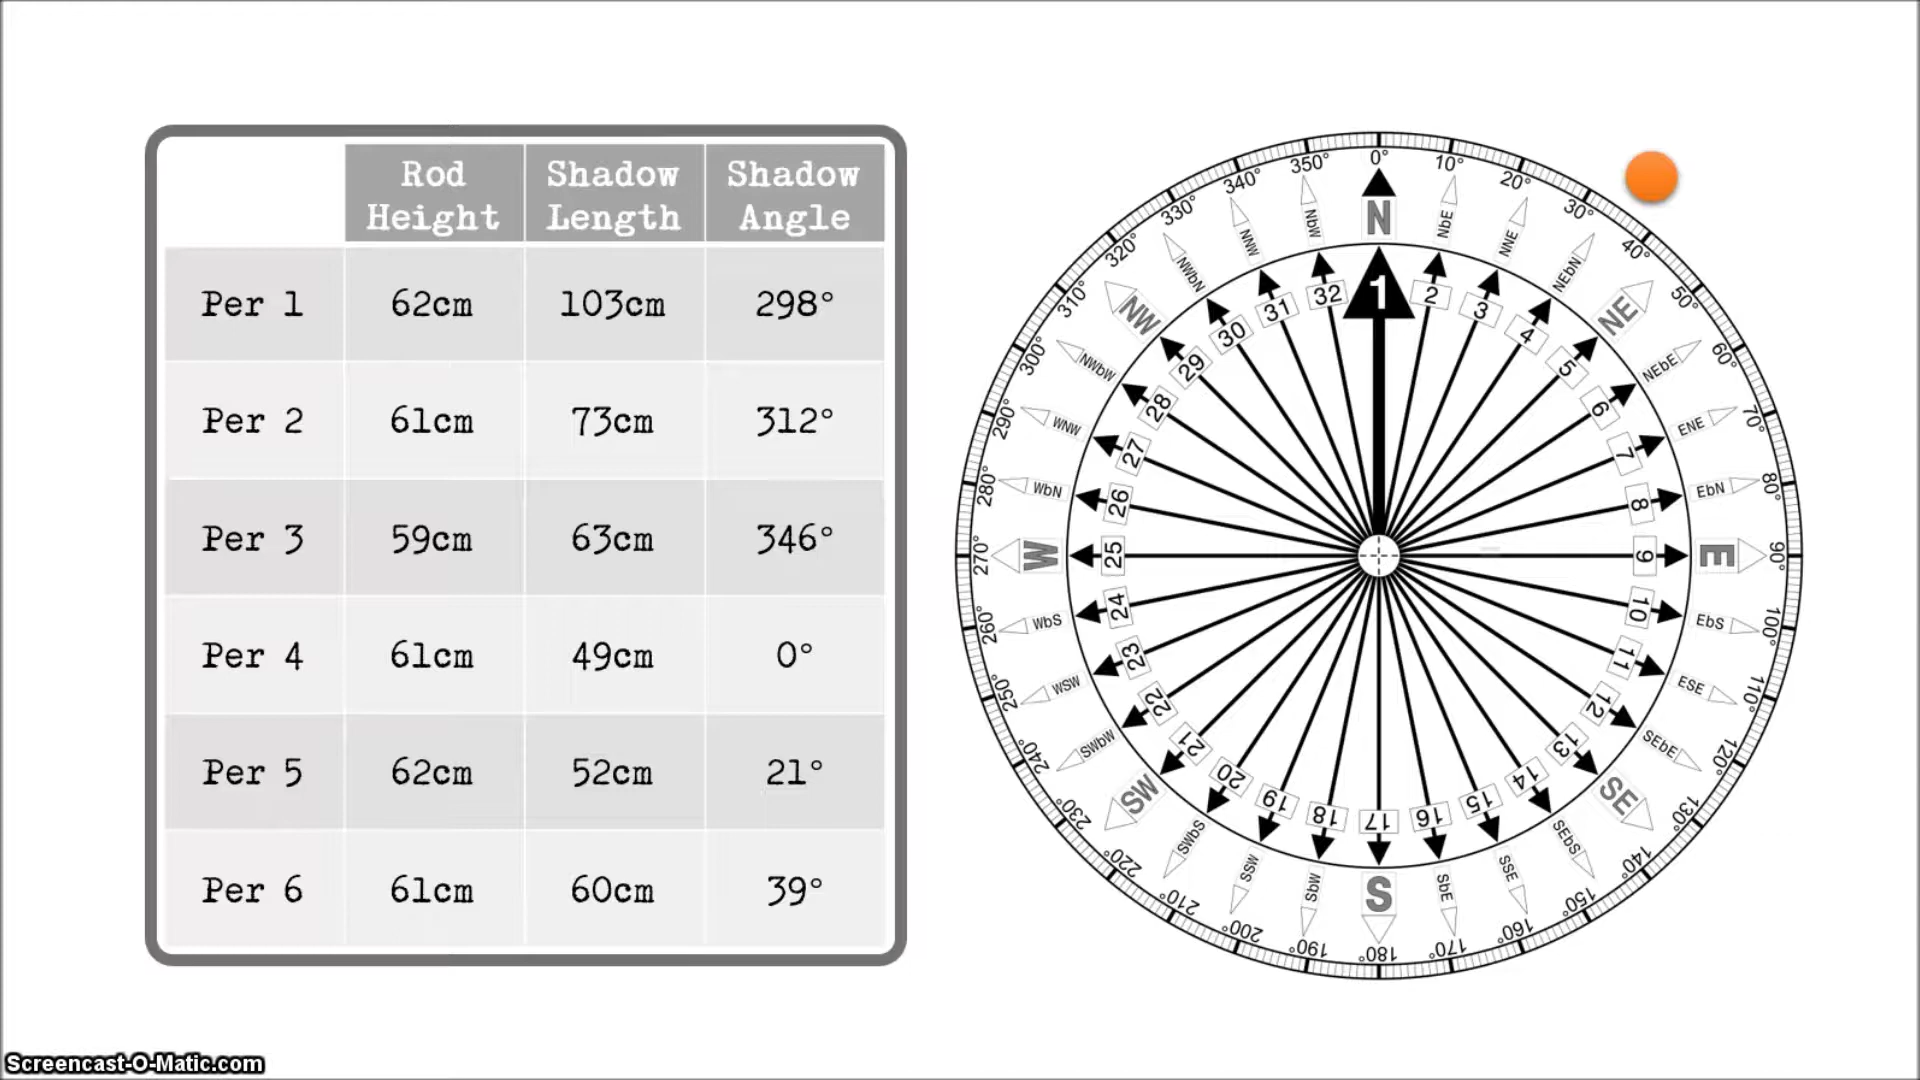 Rod Height
Shadow Length
Shadow Angle
Per 1 62cm 103cm 298°
Per 2 61cm 73cm 312°
Per 3 59cm 63cm 346°
Per 4 61cm 49cm 0°
Per 5 62cm 52cm 21°
Per 6 61cm 60cm 39°
0°
10°
20°
30°
40°
50°
60°
70°
80°
90°
100°
110°
120°
130°
140°
150°
160°
170°
180°
190°
200°
210°
220°
230°
240°
250°
260°
270°
280°
290°
300°
310°
320°
330°
340°
350°
N
NbE
NNE
NEbN
NE
NEbE
ENE
EbN
E
EbS
ESE
SEbE
SE
SEbS
SSE
SbE
S
SbW
SSW
SWbS
SW
SWbW
WSW
WbS
W
WbN
WNW
NWbW
NW
NWbN
NNW
NbW
1
2
3
4
5
6
7
8
9
10
11
12
13
14
15
16
17
18
19
20
21
22
23
24
25
26
27
28
29
30
31
32
Screencast-O-Matic.com